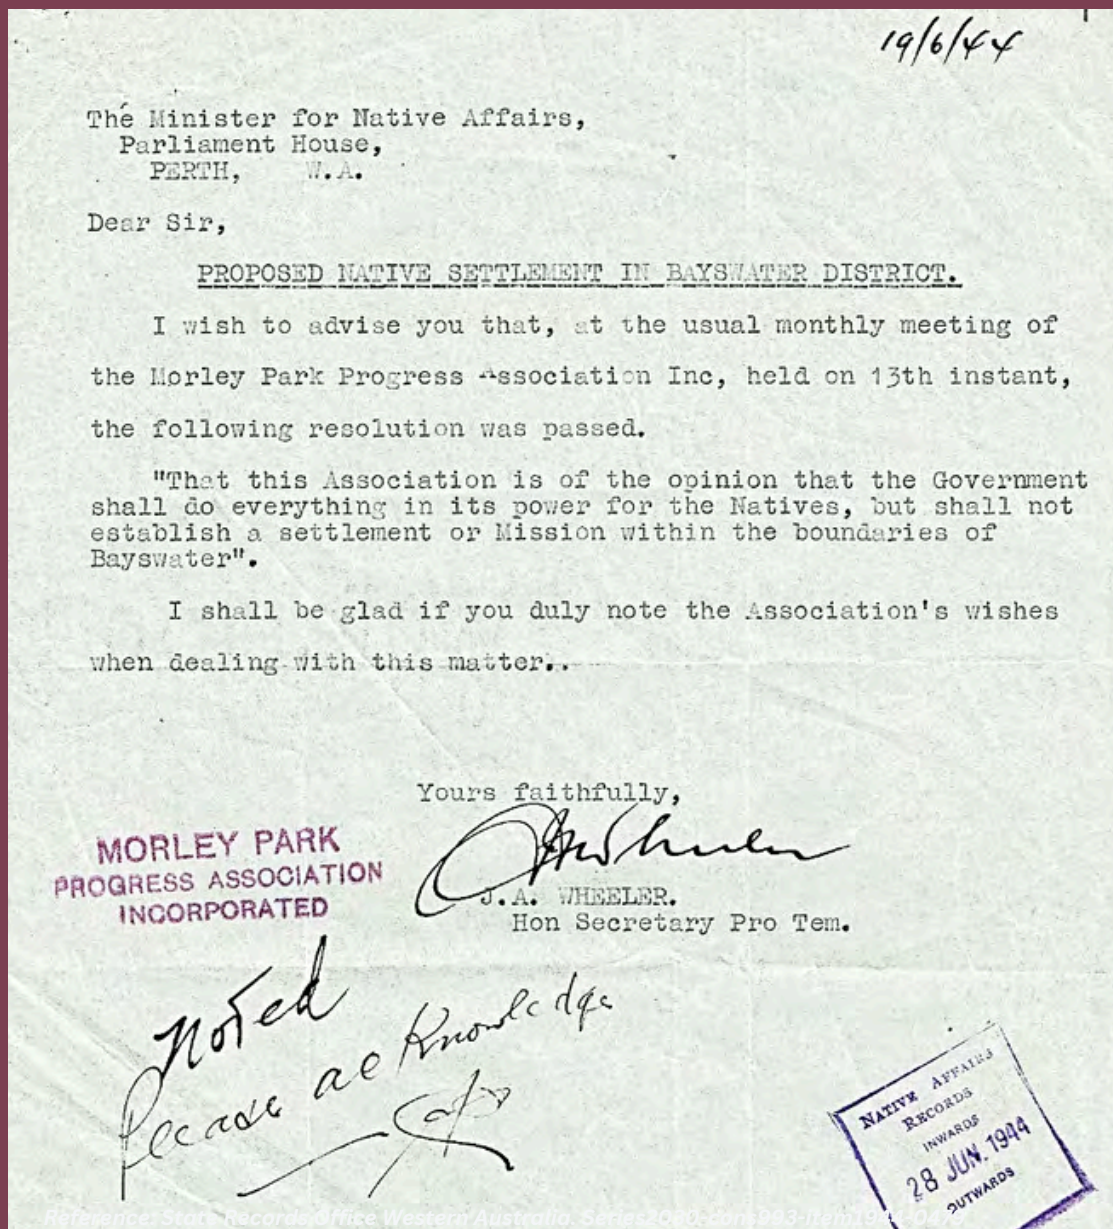 19/6/44
The Minister for Native Affairs,
Parliament House,
PERTH, W.A.
Dear Sir,
PROPOSED NATIVE SETTLEMENT IN BAYSWATER DISTRICT.
I wish to advise you that, at the usual monthly meeting of
the Morley Park Progress Association Inc, held on 13th instant,
the following resolution was passed.
"That this Association is of the opinion that the Government
shall do everything in its power for the Natives, but shall not
establish a settlement or Mission within the boundaries of
Bayswater".
I shall be glad if you duly note the Association's wishes
when dealing with this matter..
Yours faithfully,
J.A. WHEELER.
Hon Secretary Pro Tem.
MORLEY PARK
PROGRESS ASSOCIATION
INCORPORATED
Noted
Please acknowledge
NATIVE AFFAIRS
RECORDS
INWARDS
28 JUN. 1944
OUTWARDS
Reference: State Records Office Western Australia.